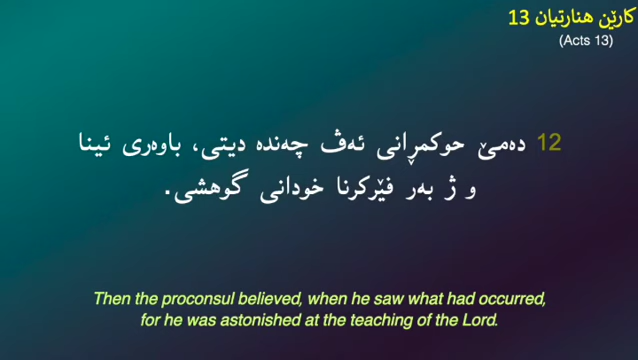 کارێن هنارتیان 13
(Acts 13)
12 دەمێ حوکمڕانی ئەڤ چەندە دیتی، باوەری ئینا
و ژ بەر فێرکرنا خودانی گوهشی.
Then the proconsul believed, when he saw what had occurred,
for he was astonished at the teaching of the Lord.